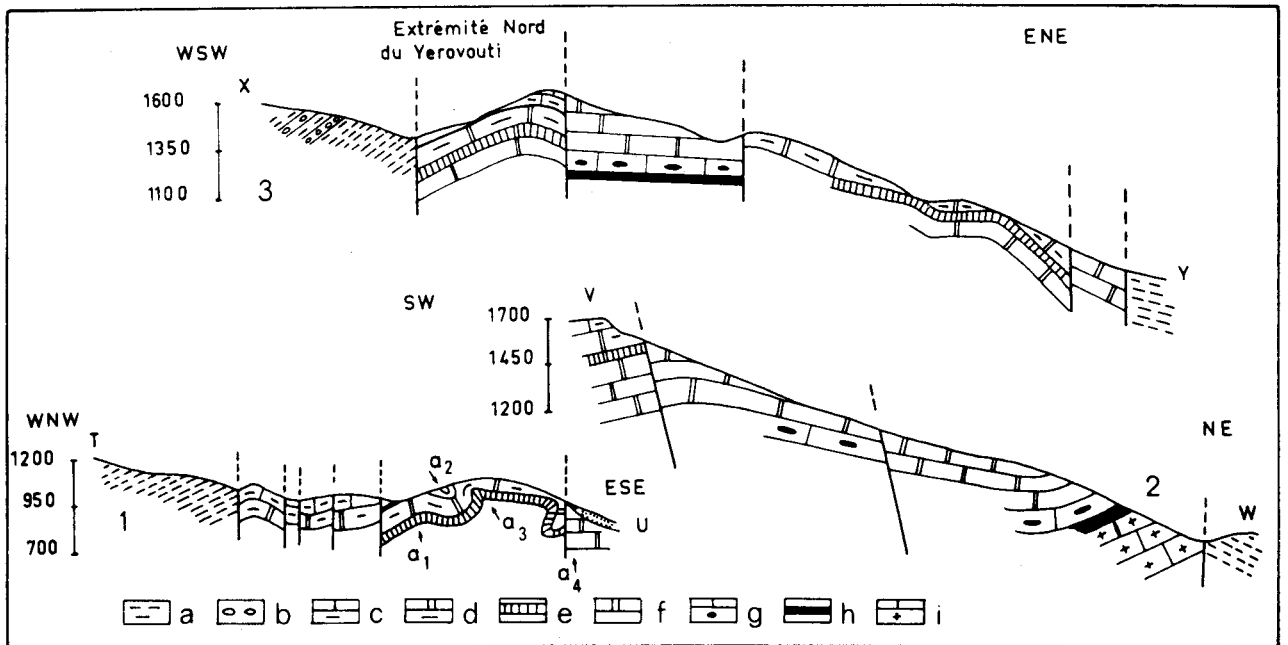 Extrémité Nord
du Yerovouti
WSW
ENE
X
1600
1350
1100
3
Y
SW
V
1700
1450
1200
NE
2
W
WNW
T
1200
950
700
1
a2
a3
a1
a4
ESE
U
a b c d e f g h i